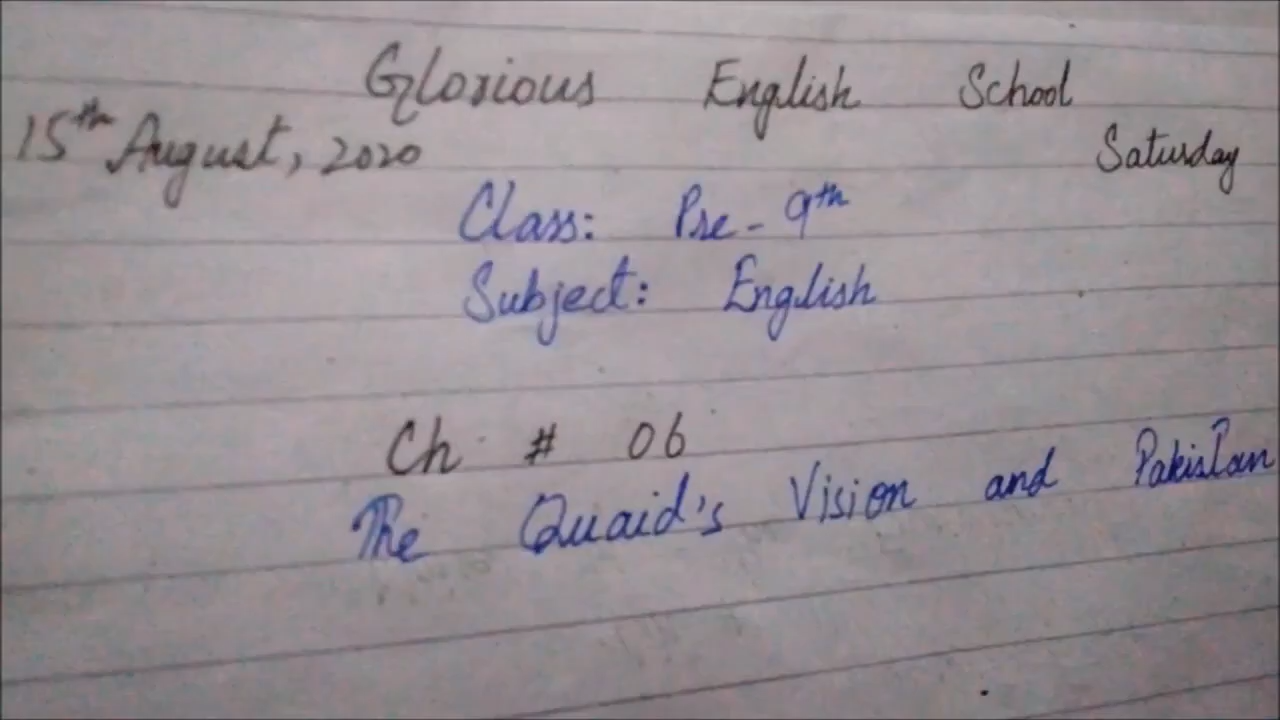 Glorious English School
15th August, 2020 Saturday
Class: Pre-9th
Subject: English
Ch # 06
The Quaid's Vision and Pakistan